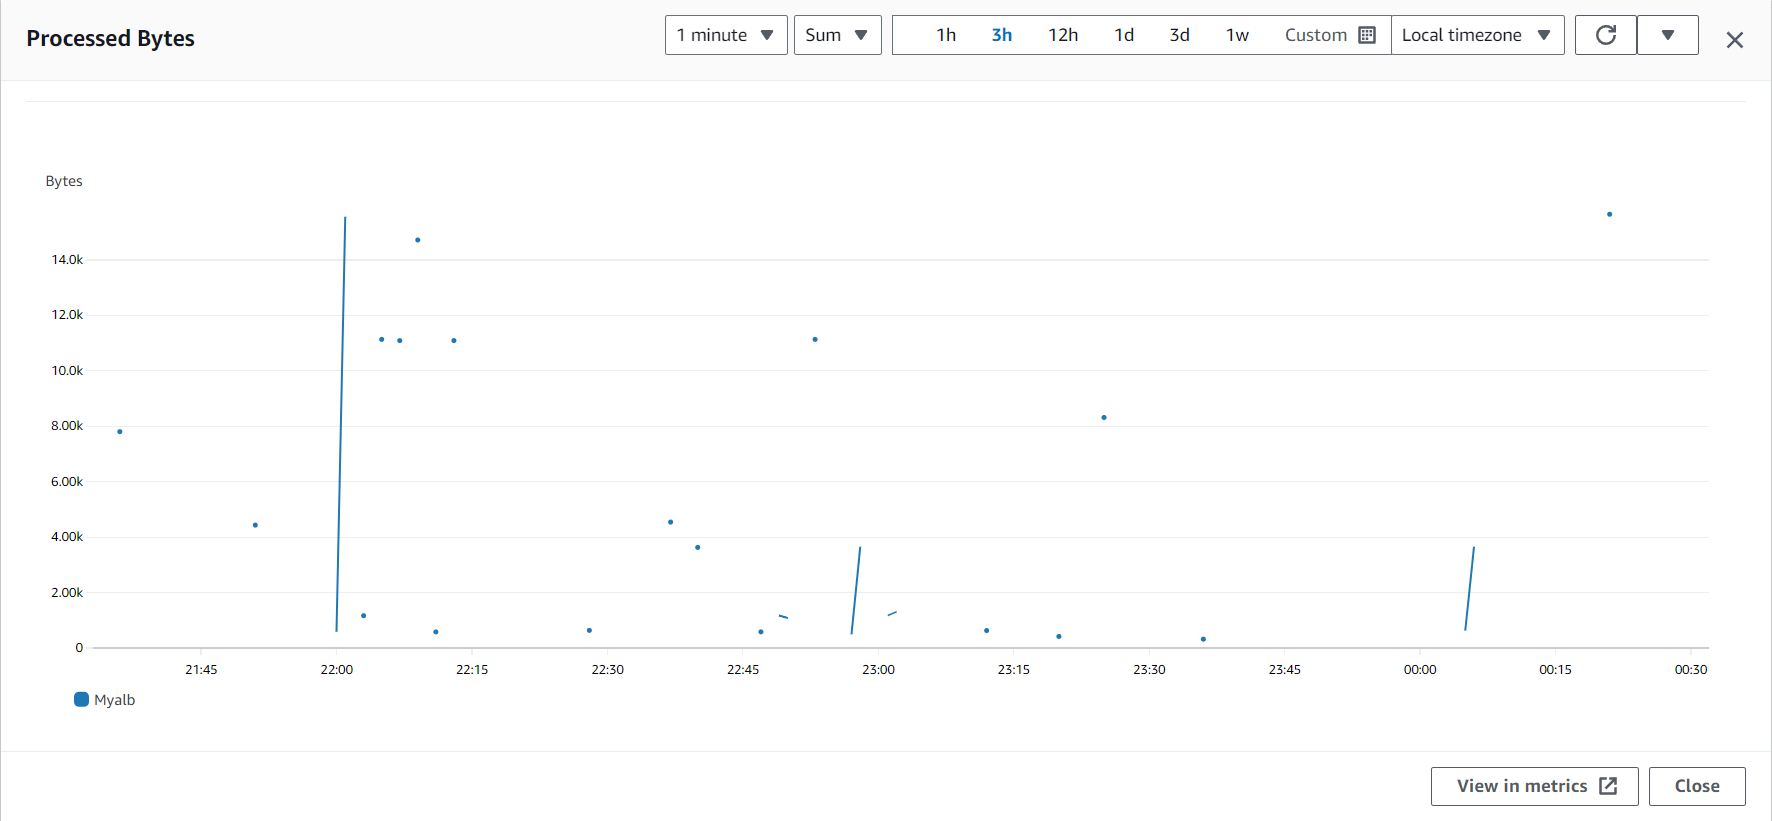 Processed Bytes
1 minute
Sum
1h 3h 12h 1d 3d 1w Custom
Local timezone
Bytes
14.0k
12.0k
10.0k
8.00k
6.00k
4.00k
2.00k
0
21:45 22:00 22:15 22:30 22:45 23:00 23:15 23:30 23:45 00:00 00:15 00:30
Myalb
View in metrics
Close